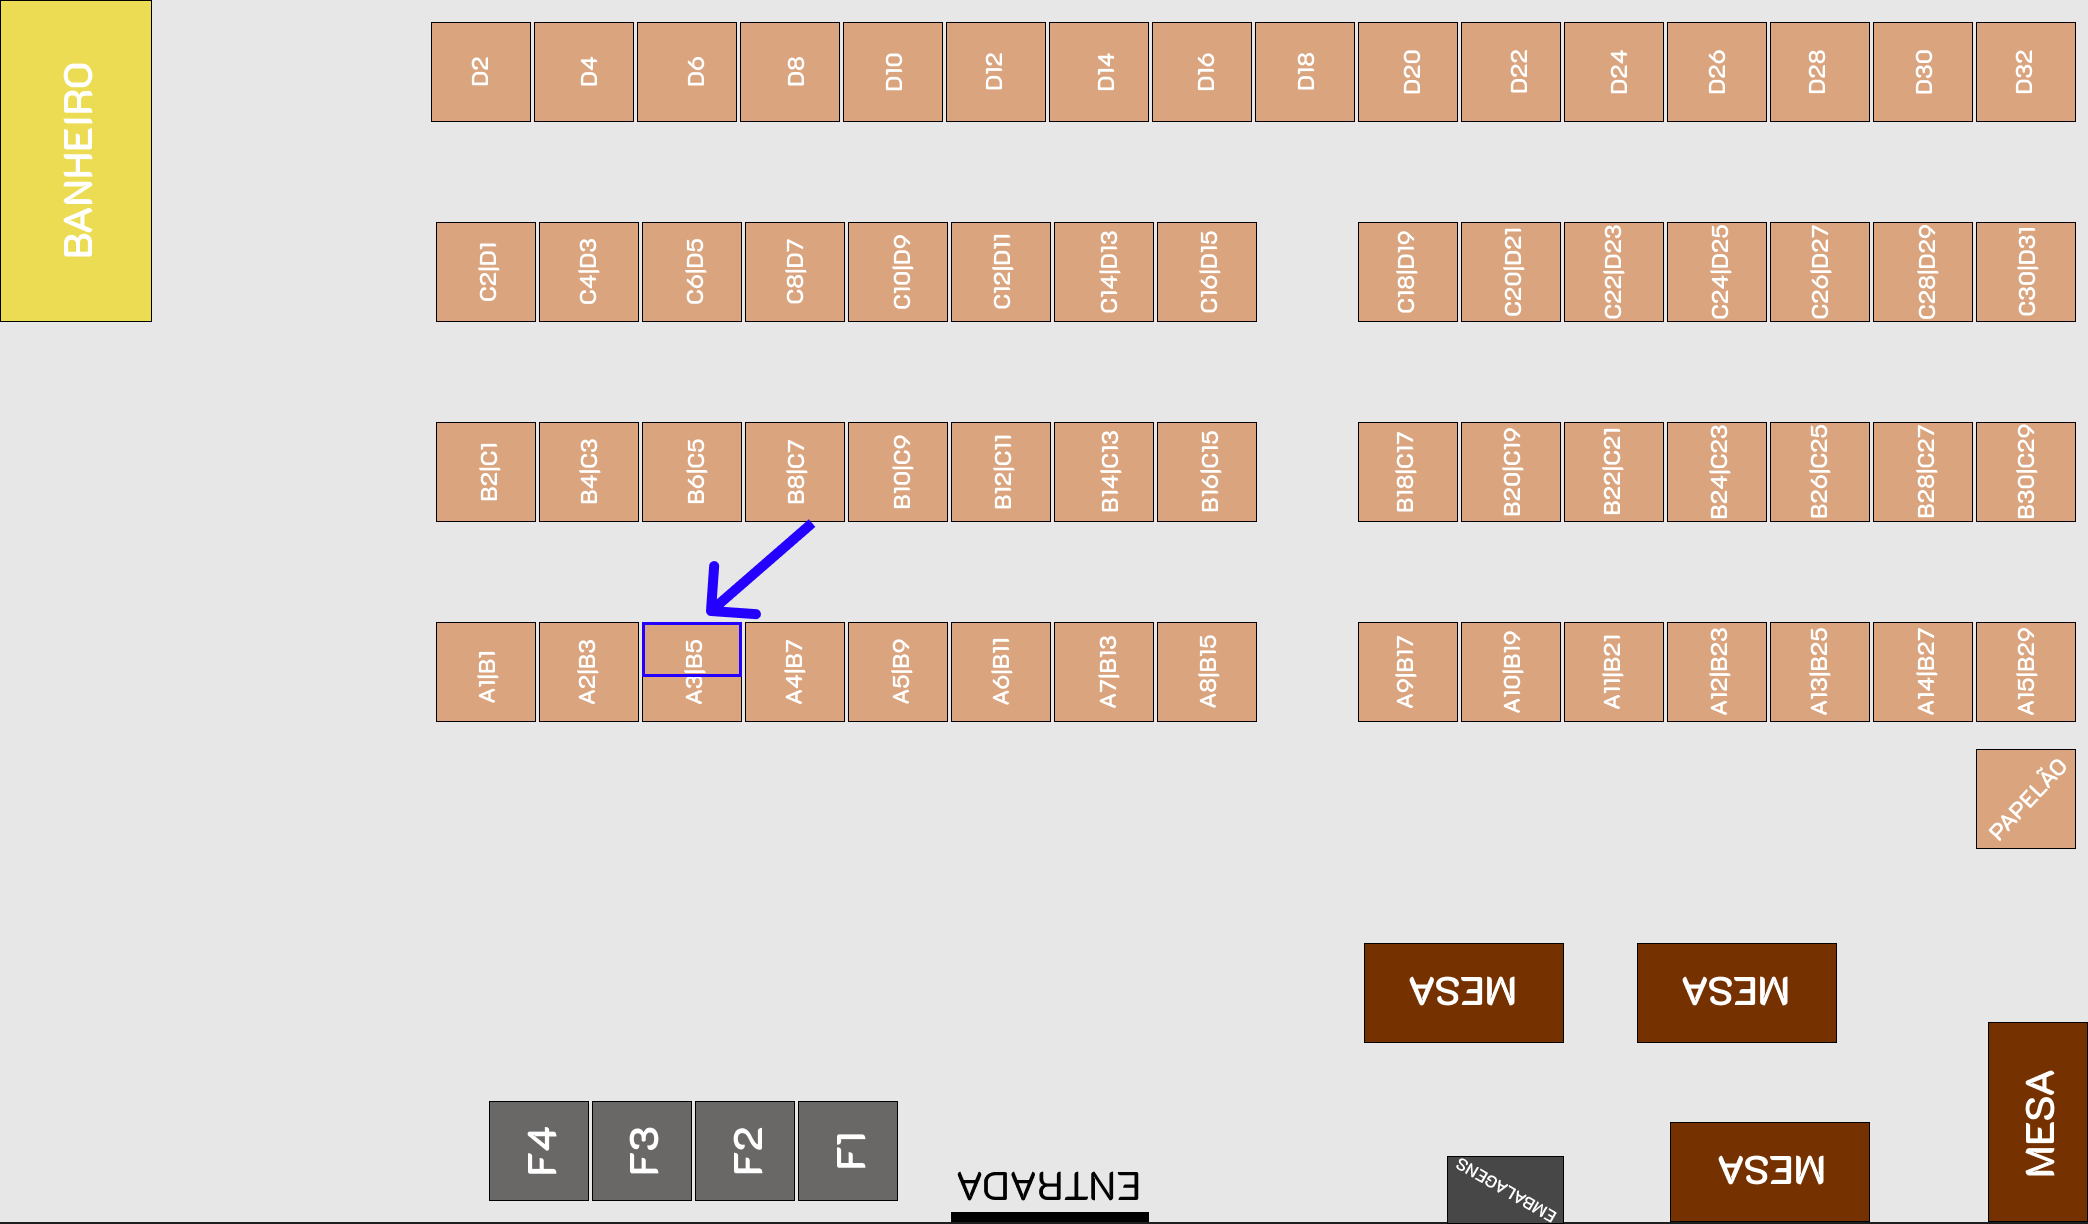 BANHEIRO
D2
D4
D6
D8
D10
D12
D14
D16
D18
D20
D22
D24
D26
D28
D30
D32
C2|D1
C4|D3
C6|D5
C8|D7
C10|D9
C12|D11
C14|D13
C16|D15
C18|D19
C20|D21
C22|D23
C24|D25
C26|D27
C28|D29
C30|D31
B2|C1
B4|C3
B6|C5
B8|C7
B10|C9
B12|C11
B14|C13
B16|C15
B18|C17
B20|C19
B22|C21
B24|C23
B26|C25
B28|C27
B30|C29
A1|B1
A2|B3
A3|B5
A4|B7
A5|B9
A6|B11
A7|B13
A8|B15
A9|B17
A10|B19
A11|B21
A12|B23
A13|B25
A14|B27
A15|B29
PAPELÃO
MESA
MESA
MESA
MESA
F4
F3
F2
F1
ENTRADA
EMBALAGENS